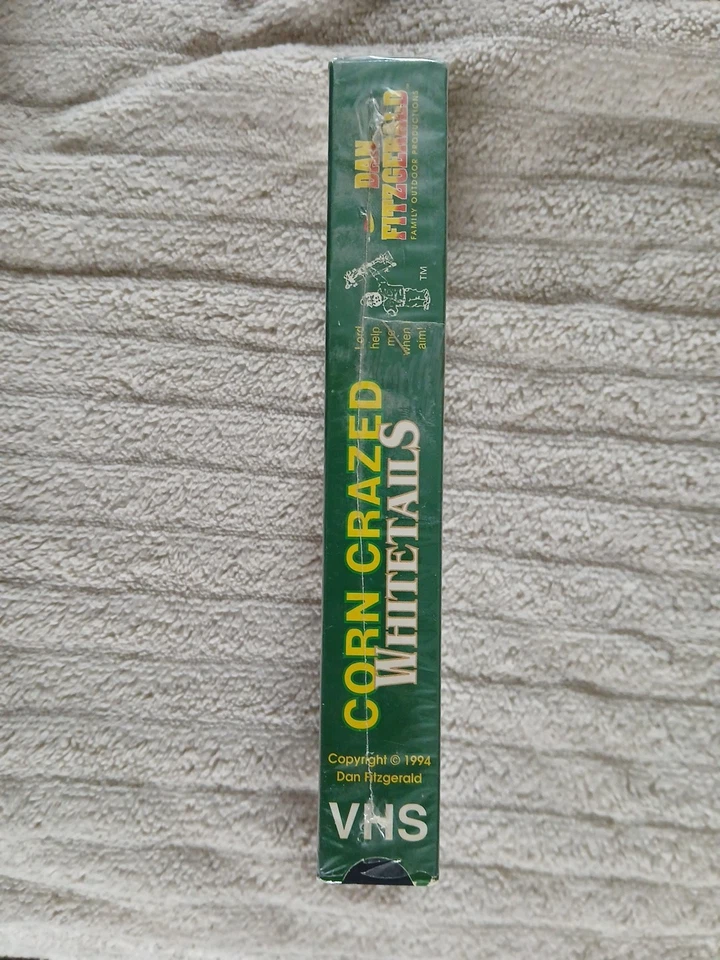 DAN
FITZGERALD
FAMILY OUTDOOR PRODUCTIONS
TM
Lord
help
me
when I
aim!
CORN CRAZED
WHITETAILS
Copyright © 1994
Dan Fitzgerald
VHS